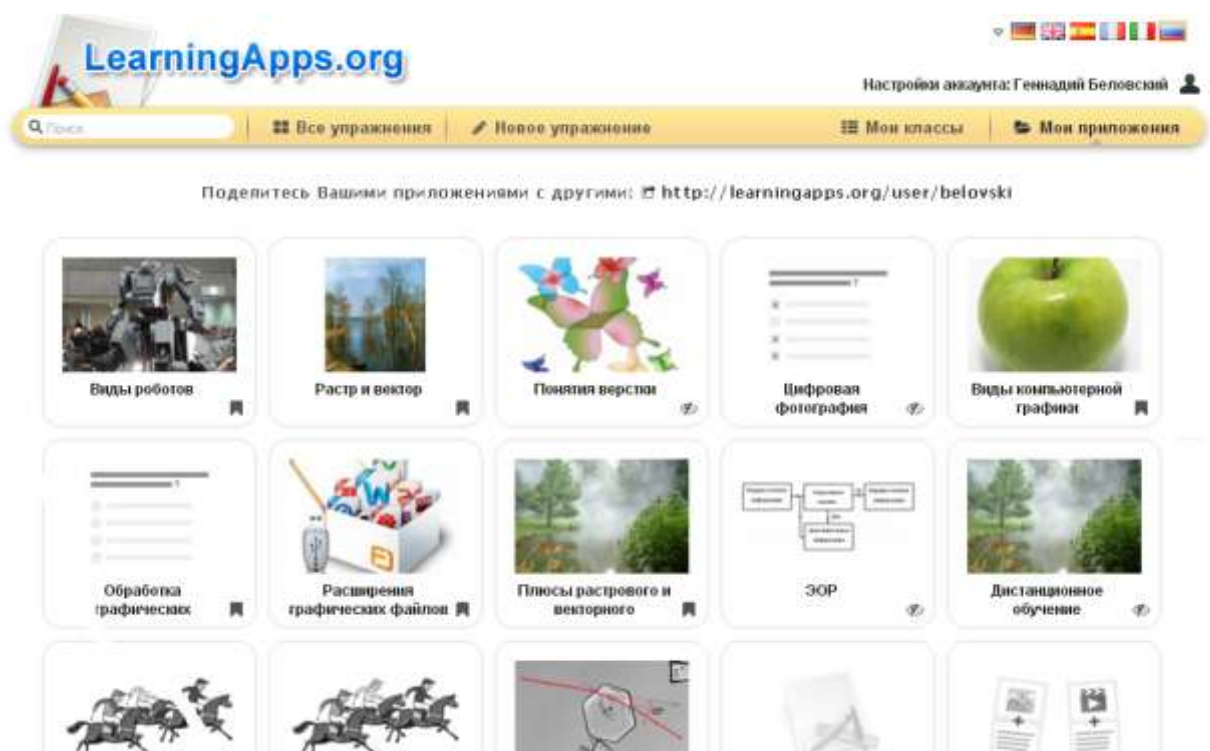 LearningApps.org
Настройки аккаунта: Геннадий Беловский
Поиск
Все упражнения
Новое упражнение
Мои классы
Мои приложения
Поделитесь Вашими приложениями с другими: http://learningapps.org/user/belovski
Виды роботов
Растр и вектор
Понятия верстки
Цифровая
фотография
Виды компьютерной
графики
Обработка
графических
Расширения
графических файлов
Плюсы растрового и
векторного
ЭОР
Дистанционное
обучение